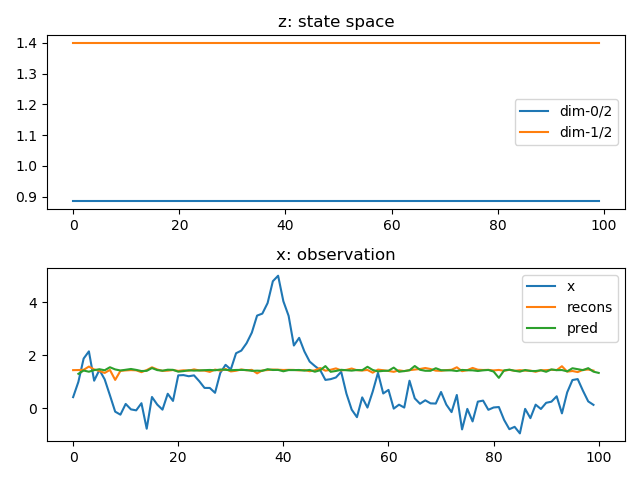 z: state space
1.4
1.3
1.2
1.1
1.0
0.9
dim-0/2
dim-1/2
0 20 40 60 80 100
x: observation
4
2
0
x
recons
pred
0 20 40 60 80 100